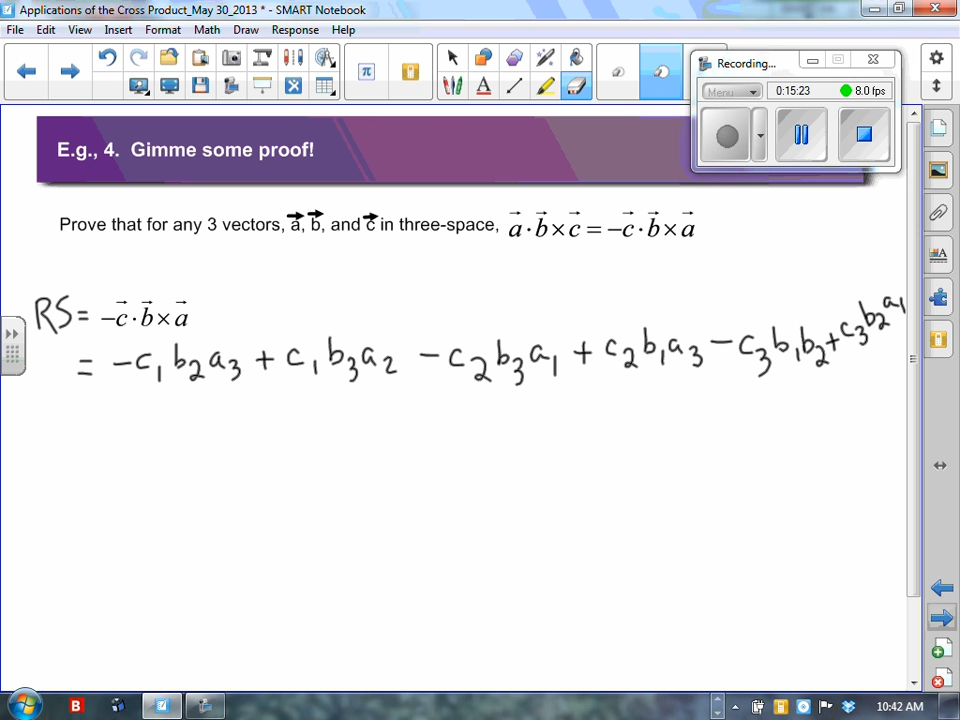 Applications of the Cross Product_May 30_2013 * - SMART Notebook
File Edit View Insert Format Math Draw Response Help
Recording...
Menu 0:15:23 8.0 fps
E.g., 4. Gimme some proof!
Prove that for any 3 vectors, a⃗, b⃗, and c⃗ in three-space, a⃗ · b⃗ × c⃗ = −c⃗ · b⃗ × a⃗
RS = −c⃗ · b⃗ × a⃗
= −c₁b₂a₃ + c₁b₃a₂ − c₂b₃a₁ + c₂b₁a₃ − c₃b₁b₂ + c₃b₂a₁
10:42 AM